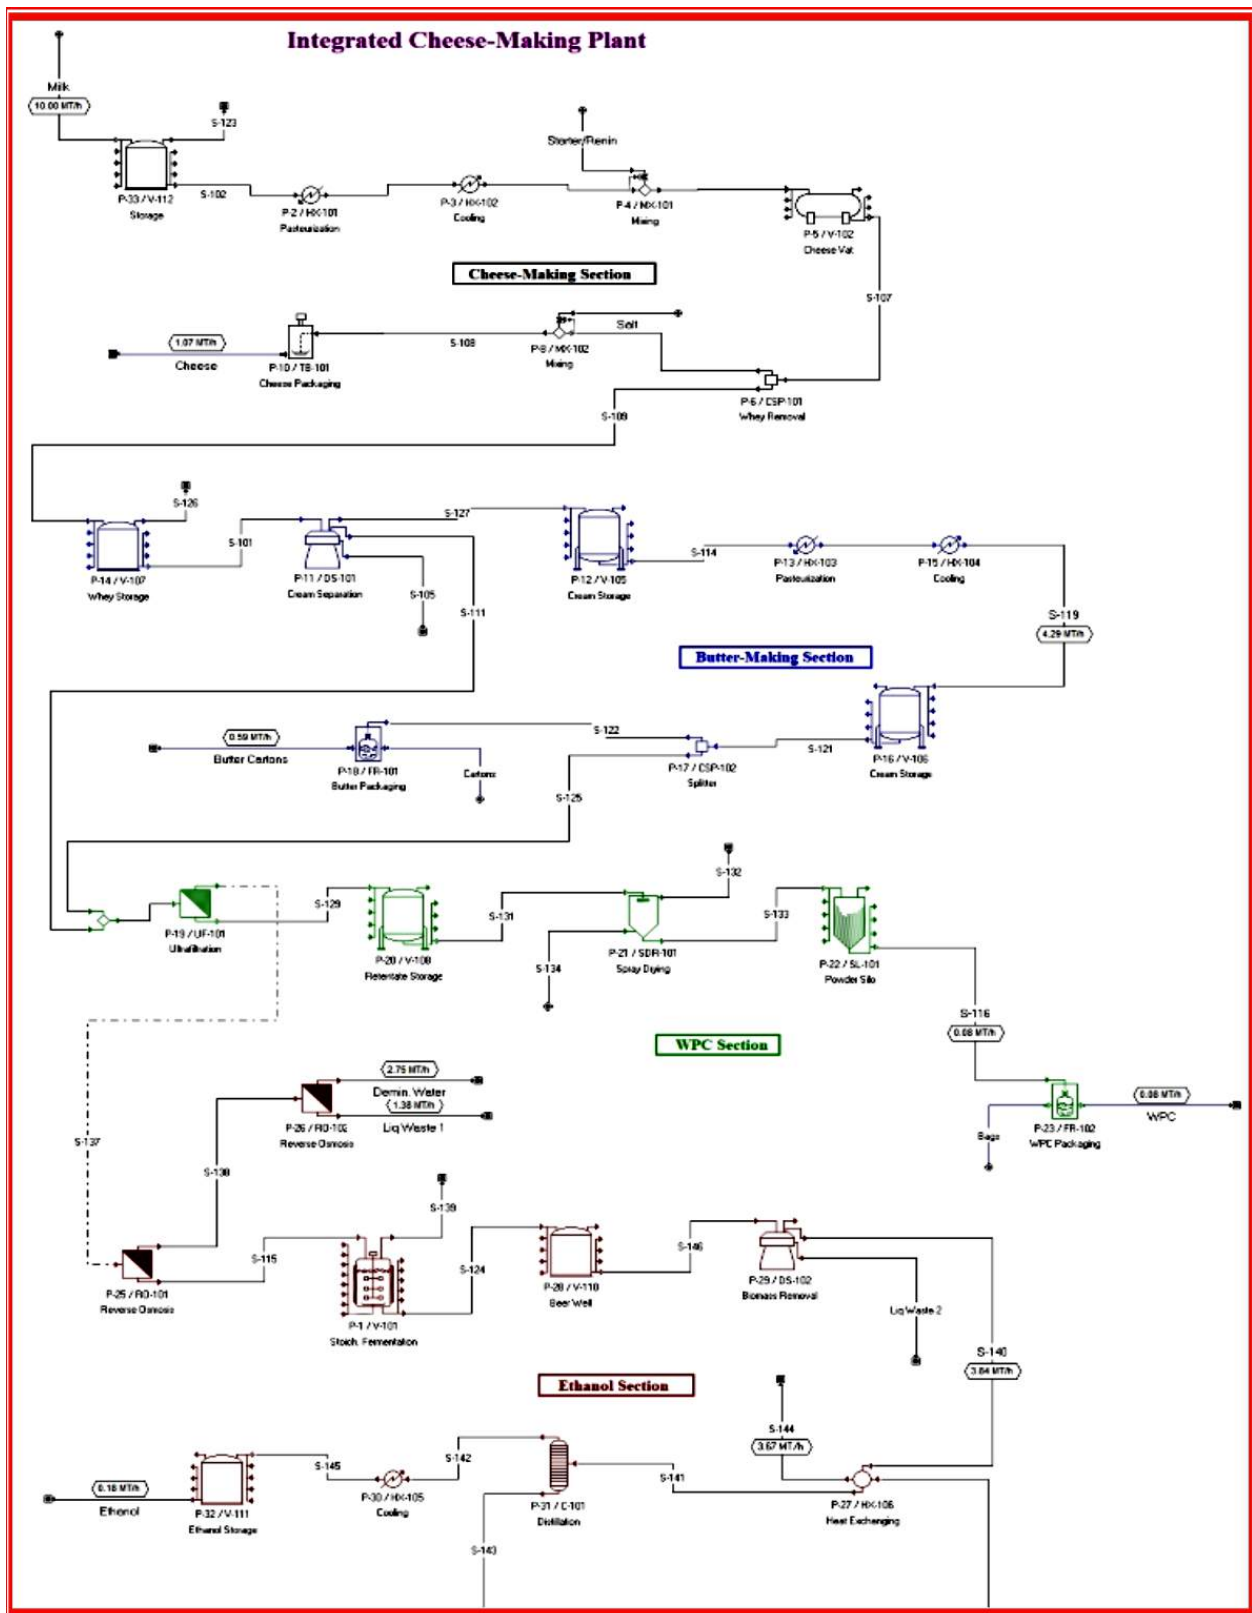 Integrated Cheese-Making Plant
Milk
10.00 MT/h
S-123
P-33 / V-112
Storage
S-102
P-2 / HX-101
Pasteurization
P-3 / HX-102
Cooling
Starter/Renin
P-4 / MX-101
Mixing
P-5 / V-102
Cheese Vat
Cheese-Making Section
S-107
1.07 MT/h
Cheese
P-10 / TB-101
Cheese Packaging
S-108
Salt
P-8 / MX-102
Mixing
P-6 / CSP-101
Whey Removal
S-109
S-126
P-14 / V-107
Whey Storage
S-101
P-11 / DS-101
Cream Separation
S-105
S-127
S-111
P-12 / V-105
Cream Storage
S-114
P-13 / HX-103
Pasteurization
P-15 / HX-104
Cooling
S-119
4.29 MT/h
Butter-Making Section
0.59 MT/h
Butter Cartons
P-18 / FR-101
Butter Packaging
Cartons
S-122
S-125
P-17 / CSP-102
Splitter
S-121
P-16 / V-106
Cream Storage
P-19 / UF-101
Ultrafiltration
S-129
P-20 / V-108
Retentate Storage
S-131
S-134
S-132
P-21 / SDR-101
Spray Drying
S-133
P-22 / SL-101
Powder Silo
S-116
0.08 MT/h
WPC Section
Bags
P-23 / FR-102
WPC Packaging
0.08 MT/h
WPC
S-137
2.75 MT/h
Demin. Water
1.38 MT/h
Liq Waste 1
P-26 / RO-102
Reverse Osmosis
S-138
P-25 / RO-101
Reverse Osmosis
S-115
S-139
P-1 / V-101
Stoich. Fermentation
S-124
P-28 / V-110
Beer Well
S-146
P-29 / DS-102
Biomass Removal
Liq Waste 2
S-140
3.84 MT/h
Ethanol Section
S-144
3.67 MT/h
0.18 MT/h
Ethanol
P-32 / V-111
Ethanol Storage
S-145
P-30 / HX-105
Cooling
S-142
P-31 / C-101
Distillation
S-143
S-141
P-27 / HX-106
Heat Exchanging